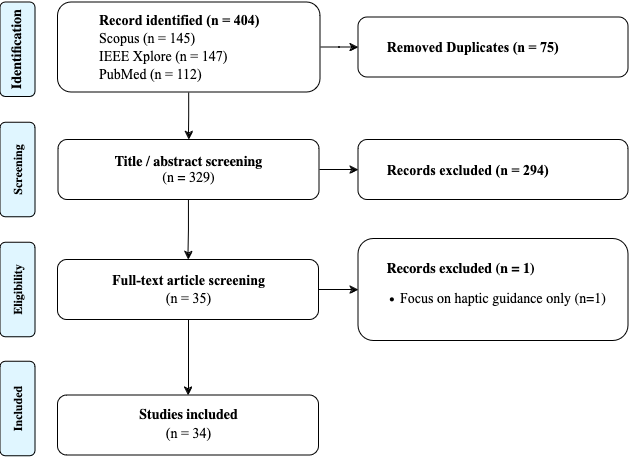 Identification
Record identified (n = 404)
Scopus (n = 145)
IEEE Xplore (n = 147)
PubMed (n = 112)
Removed Duplicates (n = 75)
Screening
Title / abstract screening
(n = 329)
Records excluded (n = 294)
Eligibility
Full-text article screening
(n = 35)
Records excluded (n = 1)
• Focus on haptic guidance only (n=1)
Included
Studies included
(n = 34)